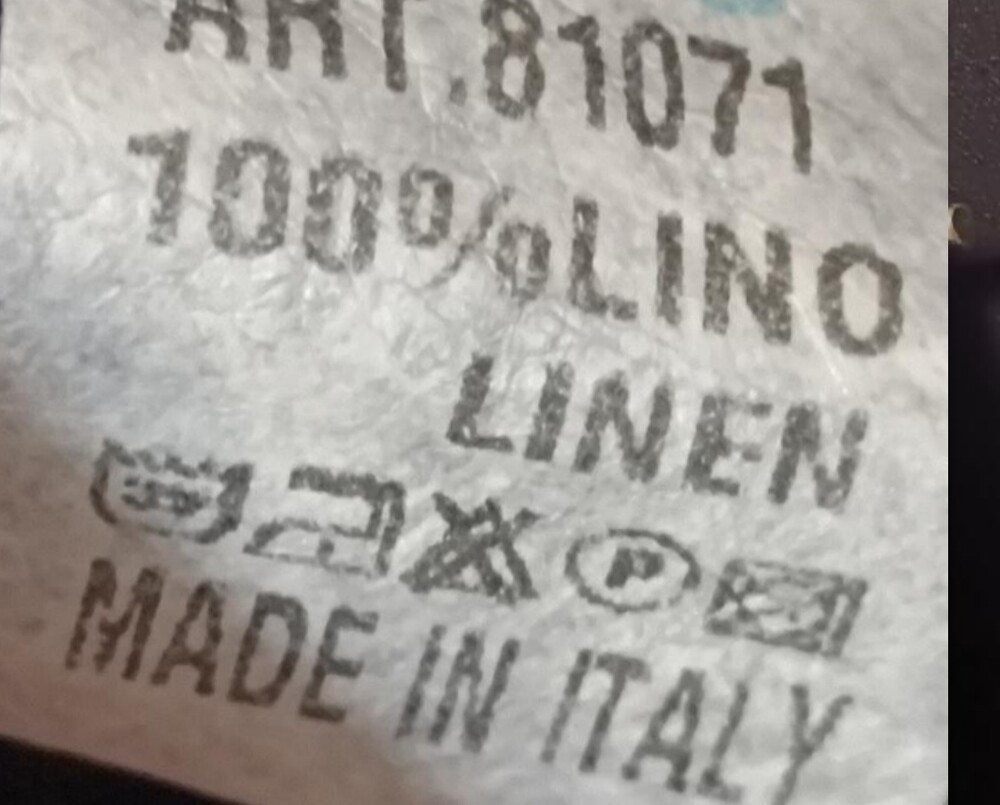 ART.81071
100%LINO
LINEN
P
MADE IN ITALY